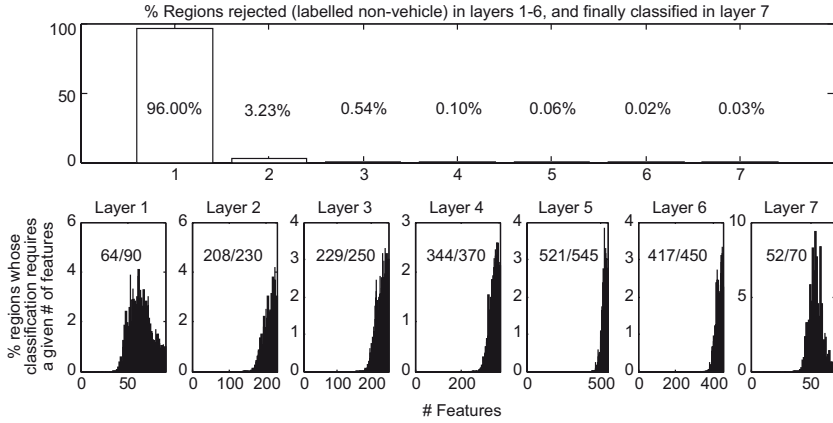 % Regions rejected (labelled non-vehicle) in layers 1-6, and finally classified in layer 7
100
50
0
96.00% 3.23% 0.54% 0.10% 0.06% 0.02% 0.03%
1 2 3 4 5 6 7
% regions whose
classification requires
a given # of features
Layer 1 Layer 2 Layer 3 Layer 4 Layer 5 Layer 6 Layer 7
64/90 208/230 229/250 344/370 521/545 417/450 52/70
6 6 5 4 4 4 10
4 4 4 3 3 3
3 2 2 2 5
2 2 2 1 1 1
1
0 0 0 0 0 0 0
0 50 0 100 200 0 100 200 0 200 0 500 0 200 400 0 50
# Features